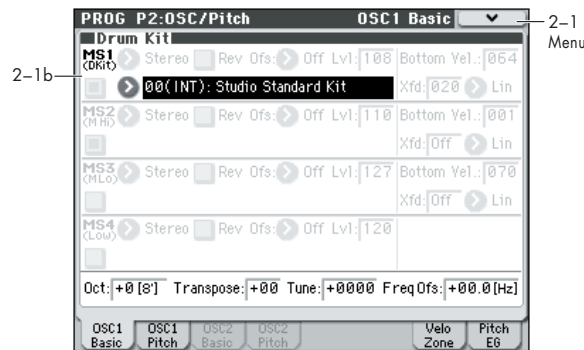 PROG P2:OSC/Pitch OSC1 Basic
2–1
Menu
Drum Kit
MS1 Stereo Rev Ofs: Off Lvl: 108 Bottom Vel.: 064
(DKit)
2–1b
00(INT): Studio Standard Kit Xfd: 020 Lin
MS2 Stereo Rev Ofs: Off Lvl: 110 Bottom Vel.: 001
(M Hi)
Xfd: Off Lin
MS3 Stereo Rev Ofs: Off Lvl: 127 Bottom Vel.: 070
(MLo)
Xfd: Off Lin
MS4 Stereo Rev Ofs: Off Lvl: 120
(Low)
Oct: +0 [8'] Transpose: +00 Tune: +0000 Freq Ofs: +00.0 [Hz]
OSC1 Basic OSC1 Pitch OSC2 Basic OSC2 Pitch Velo Zone Pitch EG